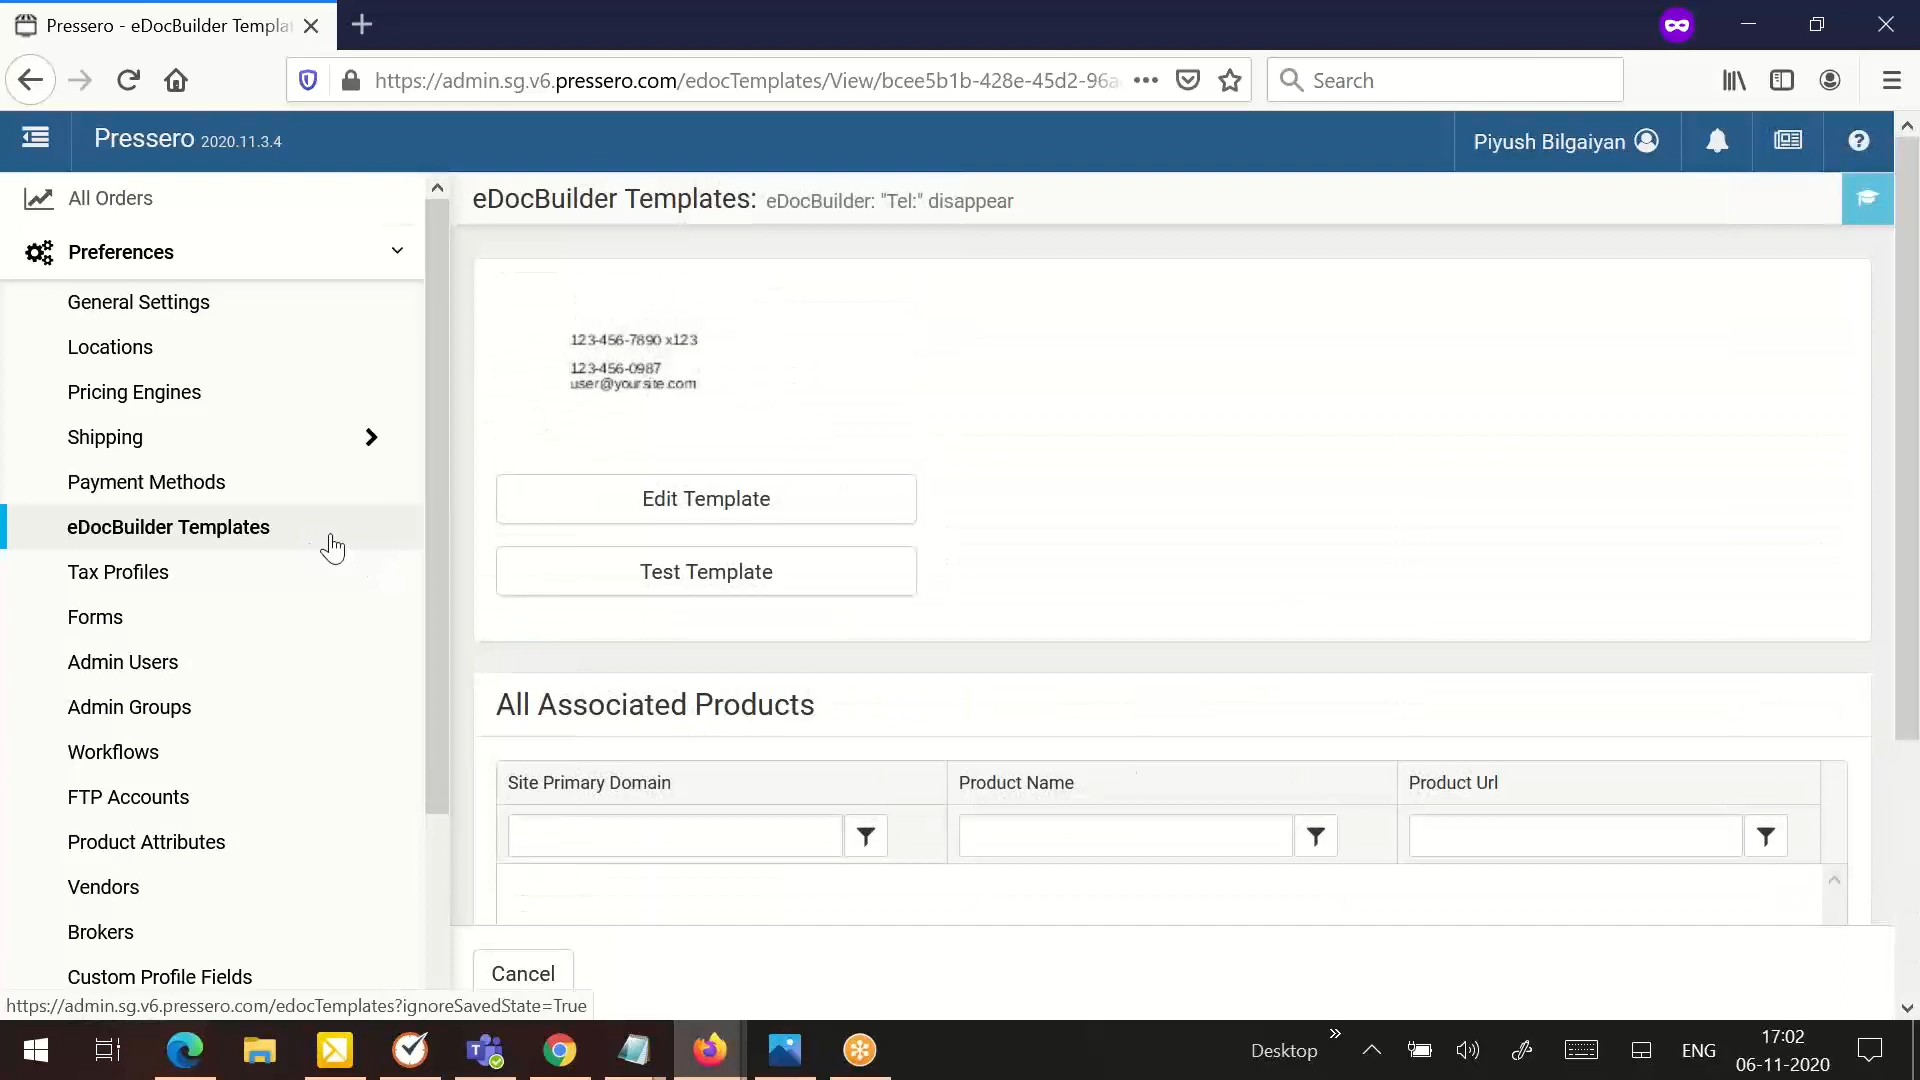 Pressero - eDocBuilder Templa
https://admin.sg.v6.pressero.com/edocTemplates/View/bcee5b1b-428e-45d2-96a
Search
Pressero 2020.11.3.4
Piyush Bilgaiyan
All Orders
Preferences
General Settings
Locations
Pricing Engines
Shipping
Payment Methods
eDocBuilder Templates
Tax Profiles
Forms
Admin Users
Admin Groups
Workflows
FTP Accounts
Product Attributes
Vendors
Brokers
Custom Profile Fields
eDocBuilder Templates: eDocBuilder: "Tel:" disappear
123-456-7890 x123
123-456-0987
user@yoursite.com
Edit Template
Test Template
All Associated Products
Site Primary Domain
Product Name
Product Url
Cancel
https://admin.sg.v6.pressero.com/edocTemplates?ignoreSavedState=True
Desktop
ENG
17:02
06-11-2020